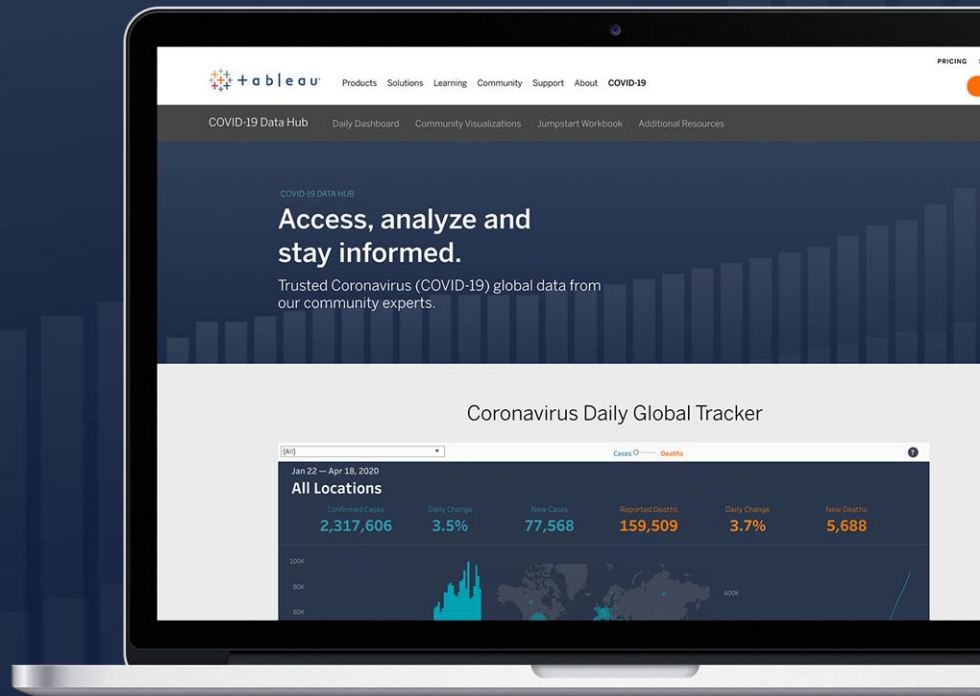 PRICING
+ableau
Products Solutions Learning Community Support About COVID-19
COVID-19 Data Hub Daily Dashboard Community Visualizations Jumpstart Workbook Additional Resources
COVID-19 DATA HUB
Access, analyze and
stay informed.
Trusted Coronavirus (COVID-19) global data from
our community experts.
Coronavirus Daily Global Tracker
(All) Cases Deaths ?
Jan 22 — Apr 18, 2020
All Locations
Confirmed Cases Daily Change New Cases Reported Deaths Daily Change New Deaths
2,317,606 3.5% 77,568 159,509 3.7% 5,688
100K
80K
600K
60K